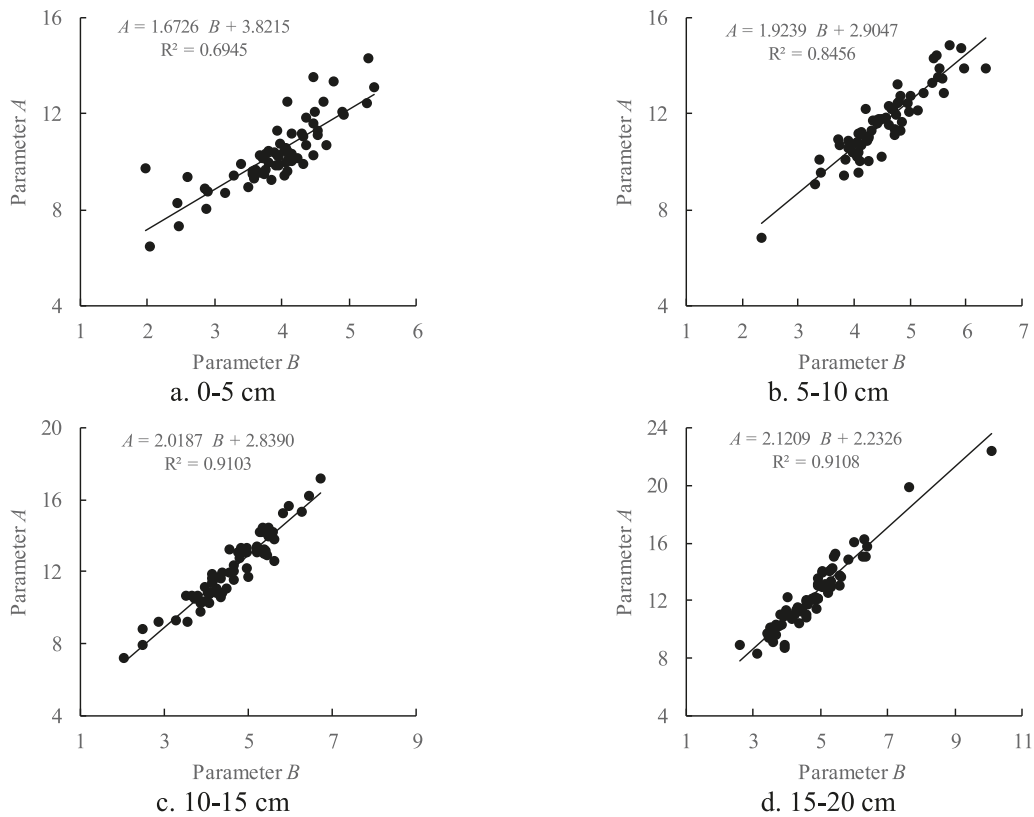 16
12
8
4
Parameter A
A = 1.6726 B + 3.8215
R² = 0.6945
1 2 3 4 5 6
Parameter B
a. 0-5 cm
16
12
8
4
Parameter A
A = 1.9239 B + 2.9047
R² = 0.8456
1 2 3 4 5 6 7
Parameter B
b. 5-10 cm
20
16
12
8
4
Parameter A
A = 2.0187 B + 2.8390
R² = 0.9103
1 3 5 7 9
Parameter B
c. 10-15 cm
24
20
16
12
8
4
Parameter A
A = 2.1209 B + 2.2326
R² = 0.9108
1 3 5 7 9 11
Parameter B
d. 15-20 cm